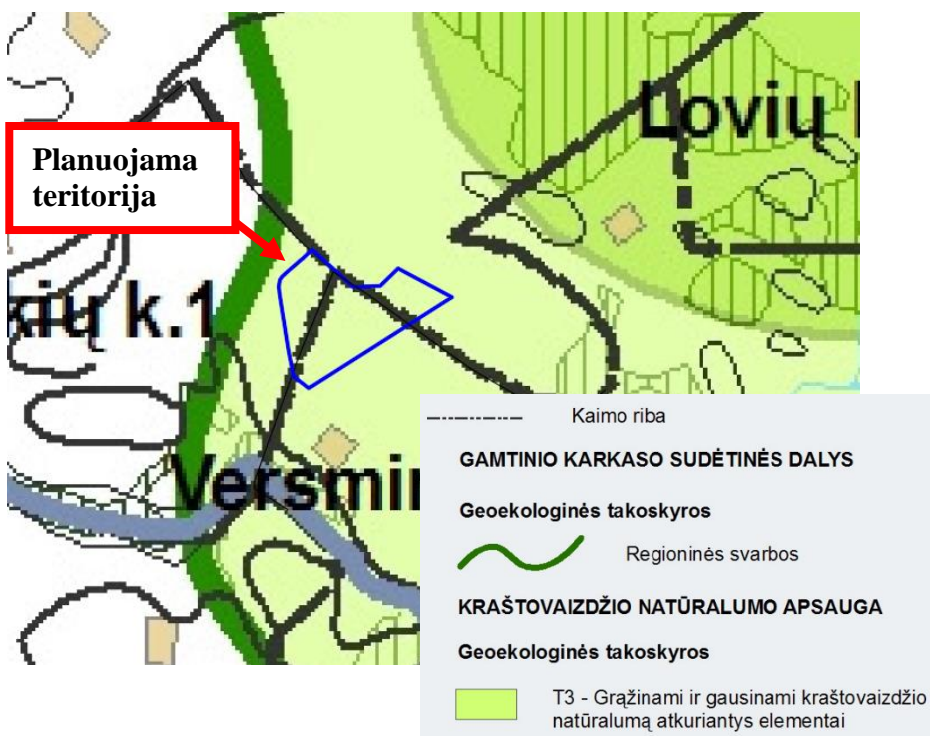 Lovių
Planuojama
teritorija
kių k.1
Versmin
Kaimo riba
GAMTINIO KARKASO SUDĖTINĖS DALYS
Geoekologinės takoskyros
Regioninės svarbos
KRAŠTOVAIZDŽIO NATŪRALUMO APSAUGA
Geoekologinės takoskyros
T3 - Grąžinami ir gausinami kraštovaizdžio
natūralumą atkuriantys elementai